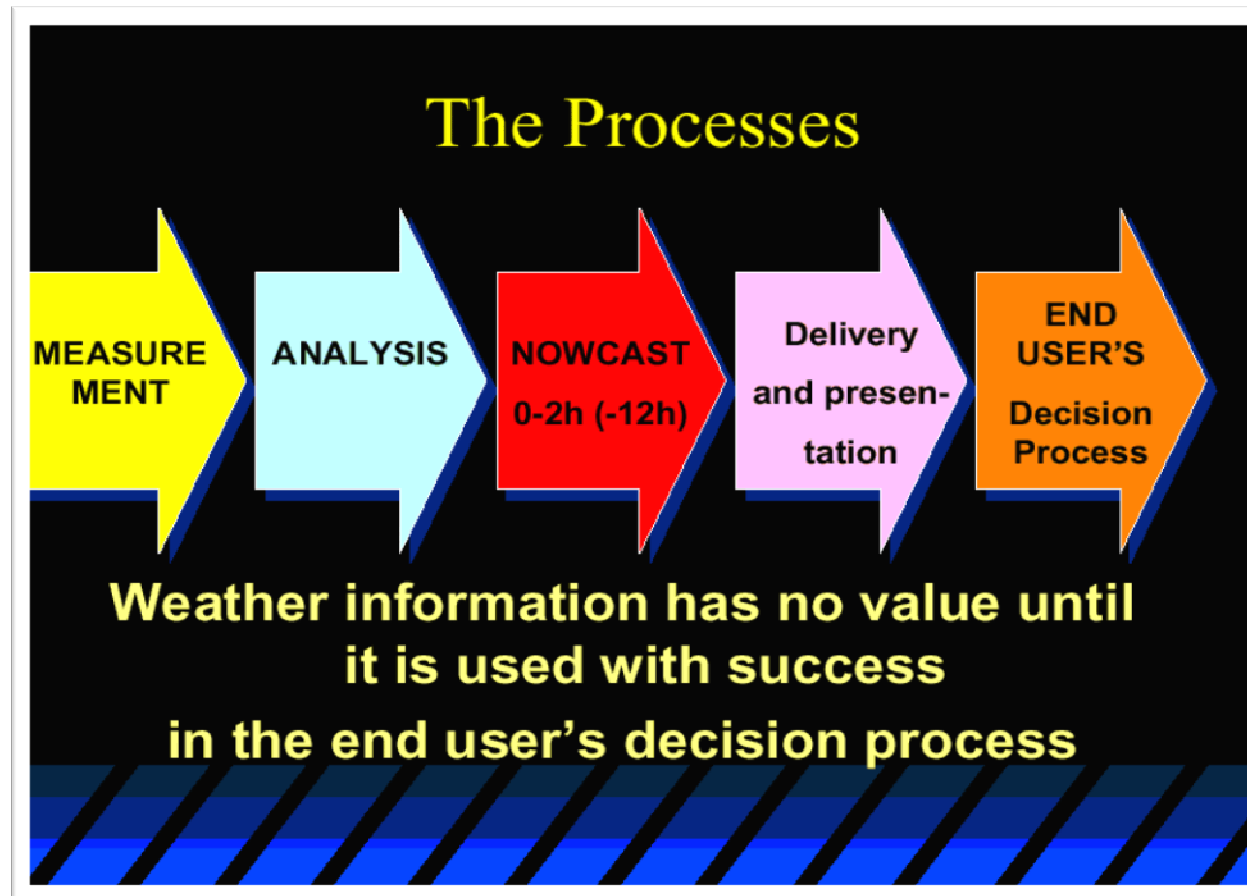 The Processes
MEASURE
MENT
ANALYSIS
NOWCAST
0-2h (-12h)
Delivery
and presen-
tation
END
USER’S
Decision
Process
Weather information has no value until
it is used with success
in the end user’s decision process